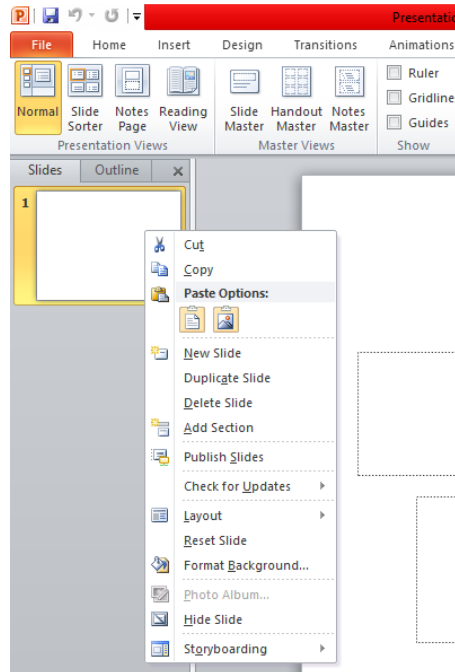 Presentatio
File Home Insert Design Transitions Animations
Normal Slide Sorter Notes Page Reading View Slide Master Handout Master Notes Master
Ruler
Gridline
Guides
Presentation Views Master Views Show
Slides Outline
1
Cut
Copy
Paste Options:
New Slide
Duplicate Slide
Delete Slide
Add Section
Publish Slides
Check for Updates
Layout
Reset Slide
Format Background...
Photo Album...
Hide Slide
Storyboarding